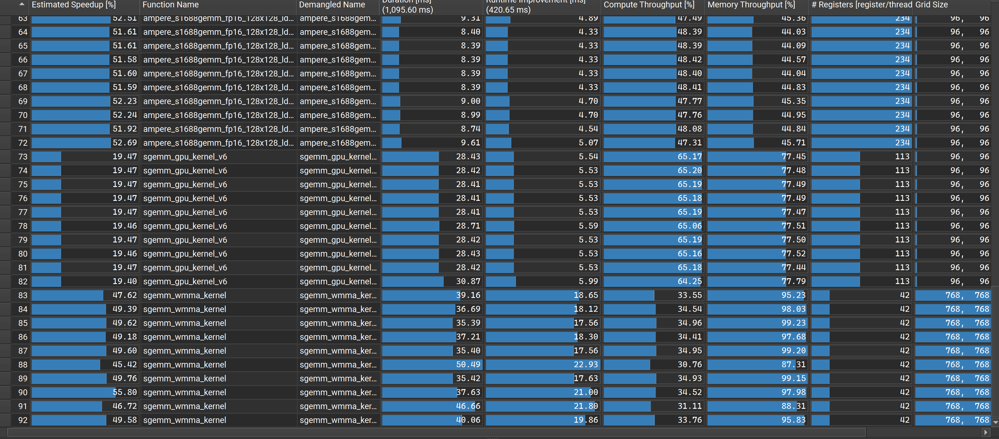 Estimated Speedup [%] Function Name Demangled Name Duration [ms] (1,095.60 ms) Runtime Improvement [ms] (420.65 ms) Compute Throughput [%] Memory Throughput [%] # Registers [register/thread Grid Size
63 52.51 ampere_s1688gemm_fp16_128x128_ld... ampere_s1688gem... 9.31 4.89 47.49 45.36 234 96, 96
64 51.61 ampere_s1688gemm_fp16_128x128_ld... ampere_s1688gem... 8.40 4.33 48.39 44.03 234 96, 96
65 51.61 ampere_s1688gemm_fp16_128x128_ld... ampere_s1688gem... 8.39 4.33 48.39 44.09 234 96, 96
66 51.58 ampere_s1688gemm_fp16_128x128_ld... ampere_s1688gem... 8.39 4.33 48.42 44.57 234 96, 96
67 51.60 ampere_s1688gemm_fp16_128x128_ld... ampere_s1688gem... 8.39 4.33 48.40 44.04 234 96, 96
68 51.59 ampere_s1688gemm_fp16_128x128_ld... ampere_s1688gem... 8.39 4.33 48.41 44.83 234 96, 96
69 52.23 ampere_s1688gemm_fp16_128x128_ld... ampere_s1688gem... 9.00 4.70 47.77 45.35 234 96, 96
70 52.24 ampere_s1688gemm_fp16_128x128_ld... ampere_s1688gem... 8.99 4.70 47.76 44.95 234 96, 96
71 51.92 ampere_s1688gemm_fp16_128x128_ld... ampere_s1688gem... 8.74 4.54 48.08 44.84 234 96, 96
72 52.69 ampere_s1688gemm_fp16_128x128_ld... ampere_s1688gem... 9.61 5.07 47.31 45.71 234 96, 96
73 19.47 sgemm_gpu_kernel_v6 sgemm_gpu_kernel... 28.43 5.54 65.17 77.45 113 96, 96
74 19.47 sgemm_gpu_kernel_v6 sgemm_gpu_kernel... 28.42 5.53 65.20 77.48 113 96, 96
75 19.47 sgemm_gpu_kernel_v6 sgemm_gpu_kernel... 28.41 5.53 65.19 77.49 113 96, 96
76 19.47 sgemm_gpu_kernel_v6 sgemm_gpu_kernel... 28.41 5.53 65.18 77.49 113 96, 96
77 19.47 sgemm_gpu_kernel_v6 sgemm_gpu_kernel... 28.41 5.53 65.19 77.47 113 96, 96
78 19.46 sgemm_gpu_kernel_v6 sgemm_gpu_kernel... 28.71 5.59 65.06 77.51 113 96, 96
79 19.47 sgemm_gpu_kernel_v6 sgemm_gpu_kernel... 28.42 5.53 65.19 77.50 113 96, 96
80 19.46 sgemm_gpu_kernel_v6 sgemm_gpu_kernel... 28.43 5.53 65.16 77.52 113 96, 96
81 19.47 sgemm_gpu_kernel_v6 sgemm_gpu_kernel... 28.42 5.53 65.18 77.44 113 96, 96
82 19.40 sgemm_gpu_kernel_v6 sgemm_gpu_kernel... 30.87 5.99 64.25 77.79 113 96, 96
83 47.62 sgemm_wmma_kernel sgemm_wmma_ker... 39.16 18.65 33.55 95.23 42 768, 768
84 49.39 sgemm_wmma_kernel sgemm_wmma_ker... 36.69 18.12 34.54 98.03 42 768, 768
85 49.62 sgemm_wmma_kernel sgemm_wmma_ker... 35.39 17.56 34.96 99.23 42 768, 768
86 49.18 sgemm_wmma_kernel sgemm_wmma_ker... 37.21 18.30 34.41 97.68 42 768, 768
87 49.60 sgemm_wmma_kernel sgemm_wmma_ker... 35.40 17.56 34.95 99.20 42 768, 768
88 45.42 sgemm_wmma_kernel sgemm_wmma_ker... 50.49 22.93 30.76 87.31 42 768, 768
89 49.76 sgemm_wmma_kernel sgemm_wmma_ker... 35.42 17.63 34.93 99.15 42 768, 768
90 55.80 sgemm_wmma_kernel sgemm_wmma_ker... 37.63 21.00 34.52 97.98 42 768, 768
91 46.72 sgemm_wmma_kernel sgemm_wmma_ker... 46.66 21.80 31.11 88.31 42 768, 768
92 49.58 sgemm_wmma_kernel sgemm_wmma_ker... 40.06 19.86 33.76 95.83 42 768, 768